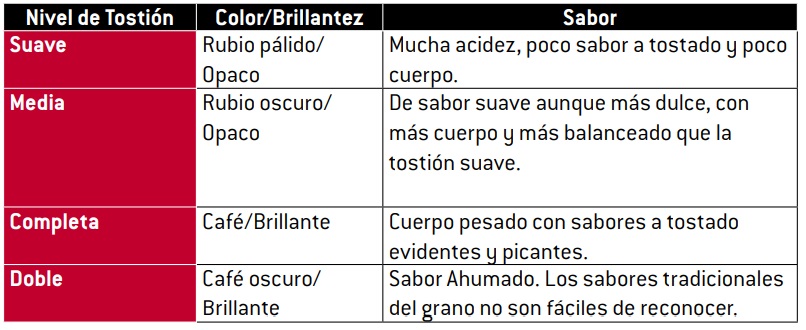 Nivel de Tostión Color/Brillantez Sabor
Suave Rubio pálido/ Mucha acidez, poco sabor a tostado y poco
Opaco cuerpo.
Media Rubio oscuro/ De sabor suave aunque más dulce, con
Opaco más cuerpo y más balanceado que la
tostión suave.
Completa Café/Brillante Cuerpo pesado con sabores a tostado
evidentes y picantes.
Doble Café oscuro/ Sabor Ahumado. Los sabores tradicionales
Brillante del grano no son fáciles de reconocer.